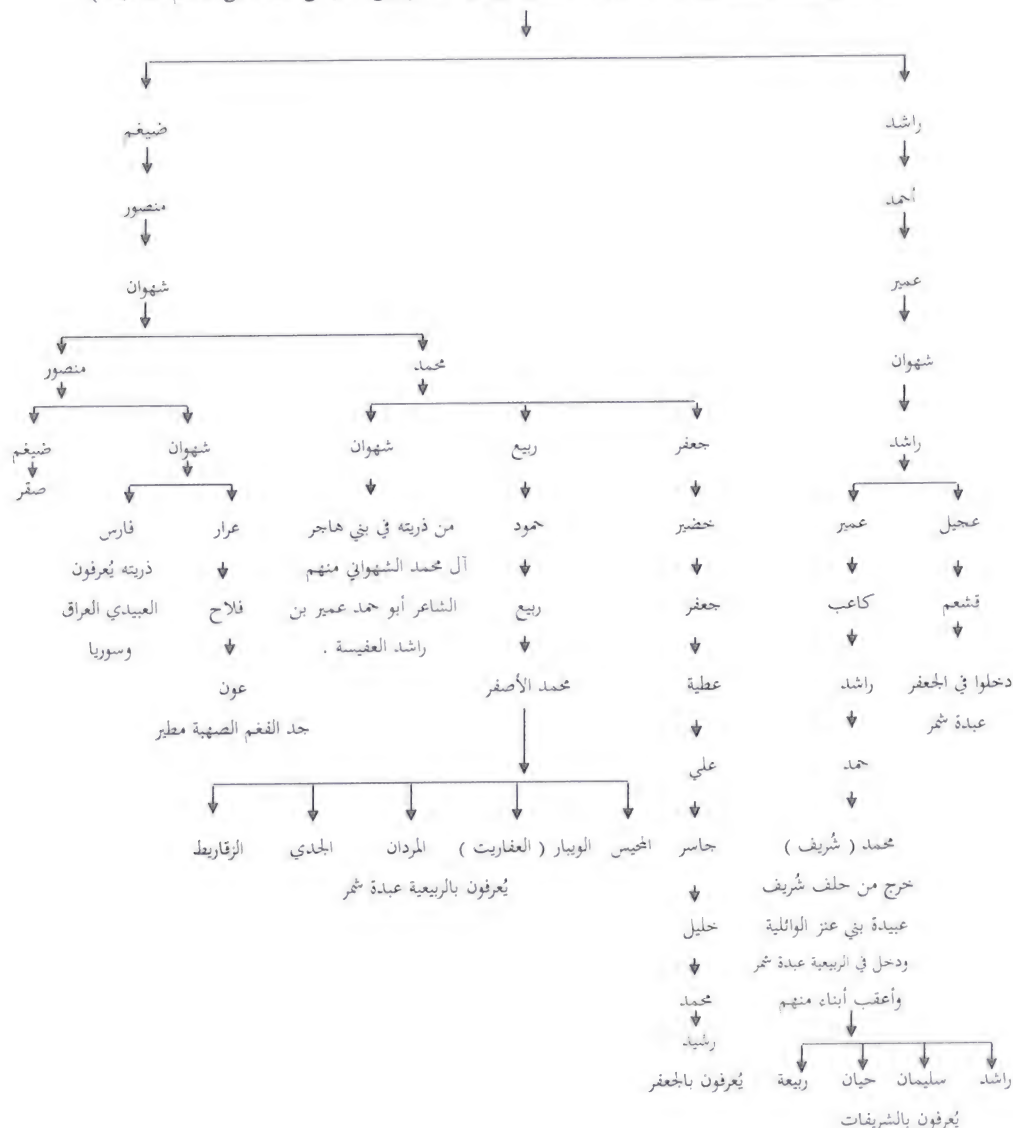 راشد ضيغم
أحمد منصور
عمير شهوان
شهوان محمد منصور
راشد جعفر ربيع شهوان شهوان ضيغم
صقر
عجيل عمير خضير حمود من ذريته في بني هاجر عرار فارس
آل محمد الشهواني منهم ذريته يُعرفون
قشعم كاعب جعفر ربيع الشاعر أبو حمد عمير بن فلاح العبيدي العراق
راشد العفيسة . وسوريا
دخلوا في الجعفر راشد عطية محمد الأصفر عون
عبدة شمر جد الفغم الصهبة مطير
حمد علي
محمد ( شُريف ) جاسر المحيس الويبار ( العفاريت ) المردان الجدي الزقاريط
خرج من حلف شُريف يُعرفون بالربيعية عبدة شمر
عبيدة بني عنز الوائلية خليل
ودخل في الربيعية عبدة شمر
وأعقب أبناء منهم محمد
رشيد
راشد سليمان حيان ربيعة يُعرفون بالجعفر
يُعرفون بالشريفات